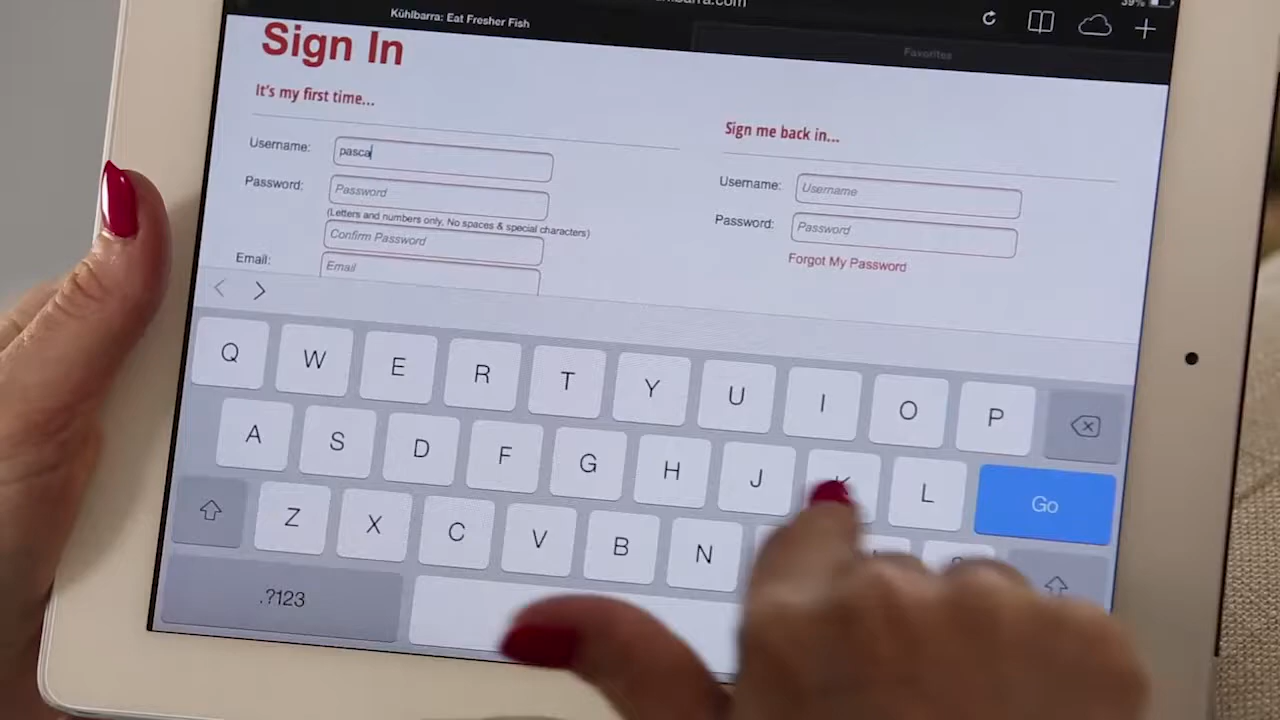 Kühlbarra: Eat Fresher Fish
39%
Favorites
Sign In
It's my first time...
Username: pasca
Password: Password
(Letters and numbers only, No spaces & special characters)
Confirm Password
Email: Email
Sign me back in...
Username: Username
Password: Password
Forgot My Password
Q W E R T Y U I O P
A S D F G H J K L Go
Z X C V B N
.?123